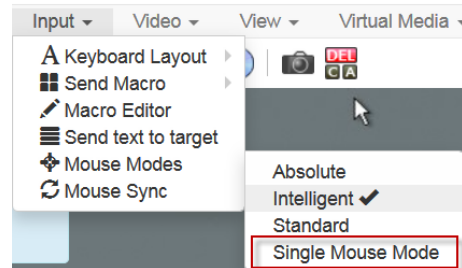 Input Video View Virtual Media
A Keyboard Layout
Send Macro
Macro Editor
Send text to target
Mouse Modes
Mouse Sync
DEL
C A
Absolute
Intelligent ✔
Standard
Single Mouse Mode